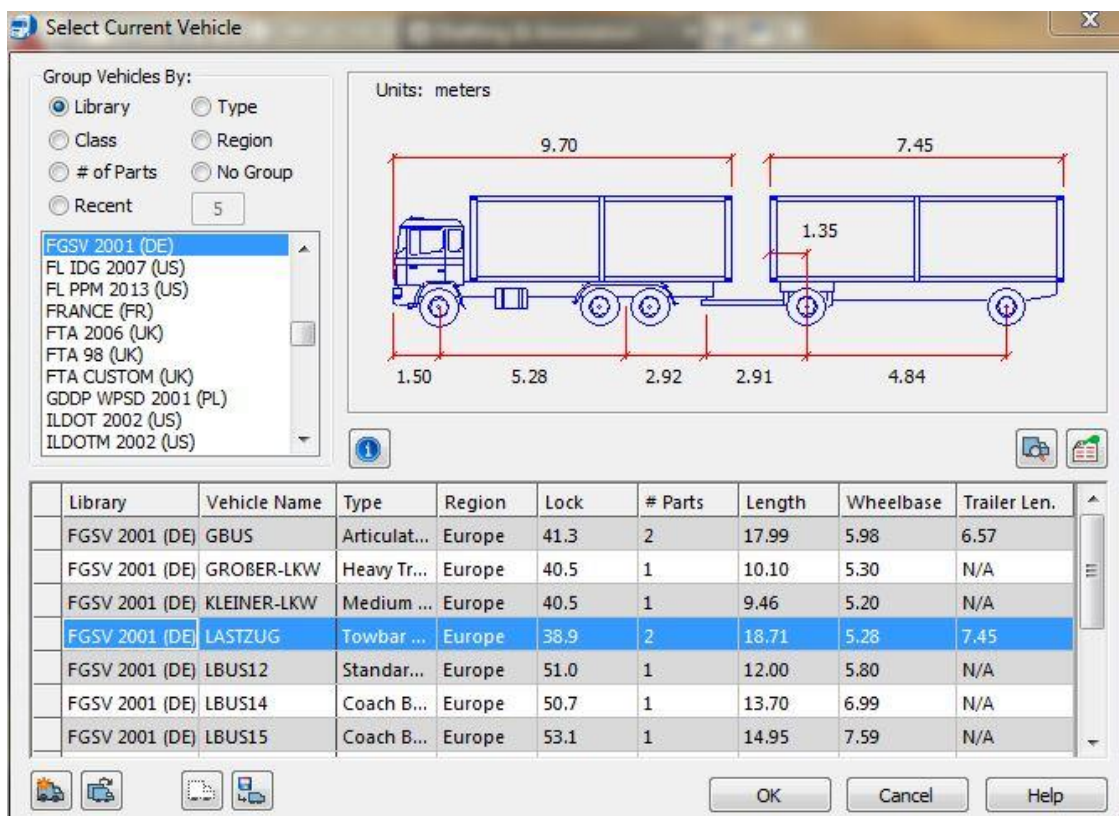 Select Current Vehicle
Group Vehicles By:
Library Type
Class Region
# of Parts No Group
Recent 5
FGSV 2001 (DE)
FL IDG 2007 (US)
FL PPM 2013 (US)
FRANCE (FR)
FTA 2006 (UK)
FTA 98 (UK)
FTA CUSTOM (UK)
GDDP WPSD 2001 (PL)
ILDOT 2002 (US)
ILDOTM 2002 (US)
Units: meters
9.70 7.45
1.35
1.50 5.28 2.92 2.91 4.84
Library Vehicle Name Type Region Lock # Parts Length Wheelbase Trailer Len.
FGSV 2001 (DE) GBUS Articulat... Europe 41.3 2 17.99 5.98 6.57
FGSV 2001 (DE) GROßER-LKW Heavy Tr... Europe 40.5 1 10.10 5.30 N/A
FGSV 2001 (DE) KLEINER-LKW Medium ... Europe 40.5 1 9.46 5.20 N/A
FGSV 2001 (DE) LASTZUG Towbar ... Europe 38.9 2 18.71 5.28 7.45
FGSV 2001 (DE) LBUS12 Standar... Europe 51.0 1 12.00 5.80 N/A
FGSV 2001 (DE) LBUS14 Coach B... Europe 50.7 1 13.70 6.99 N/A
FGSV 2001 (DE) LBUS15 Coach B... Europe 53.1 1 14.95 7.59 N/A
OK Cancel Help